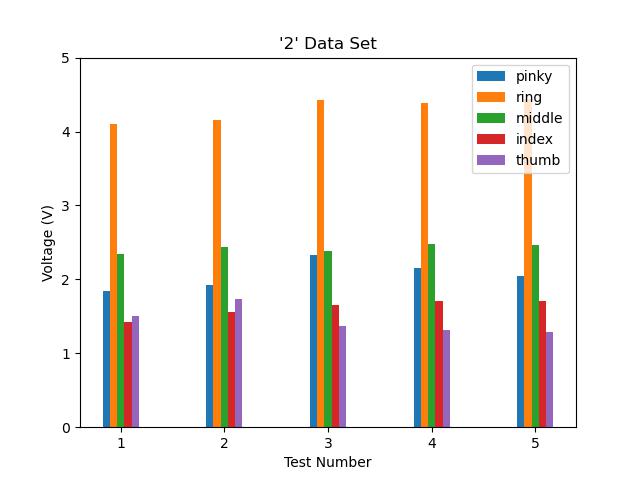 '2' Data Set
5
4
3
2
1
0
Voltage (V)
pinky
ring
middle
index
thumb
1 2 3 4 5
Test Number